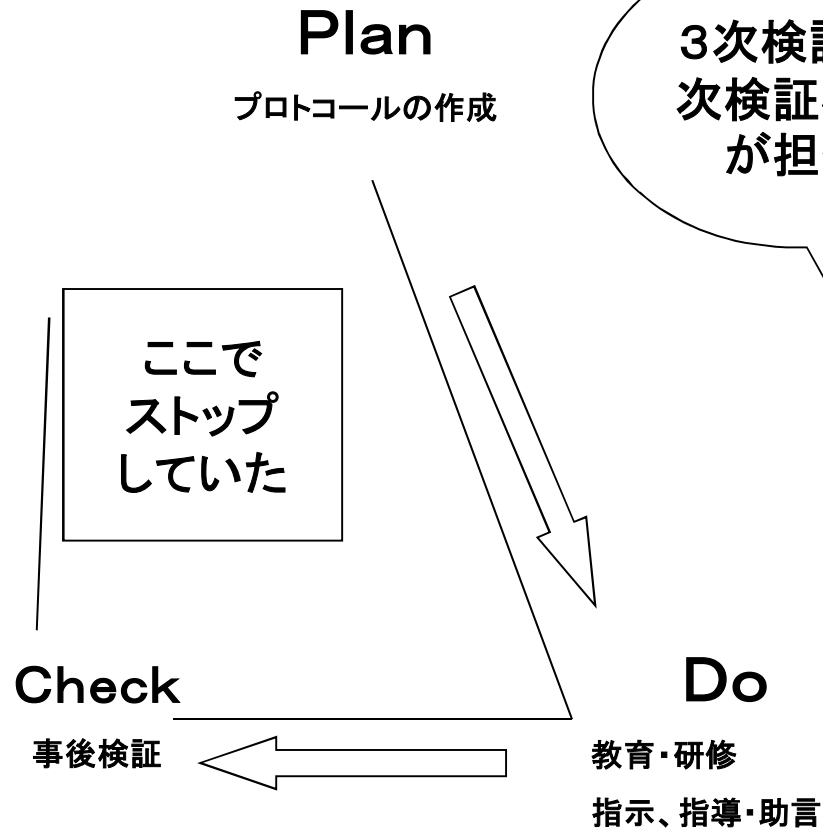 Plan
プロトコールの作成
3次検
次検証
が担
ここで
ストップ
していた
Check
事後検証
Do
教育・研修
指示、指導・助言